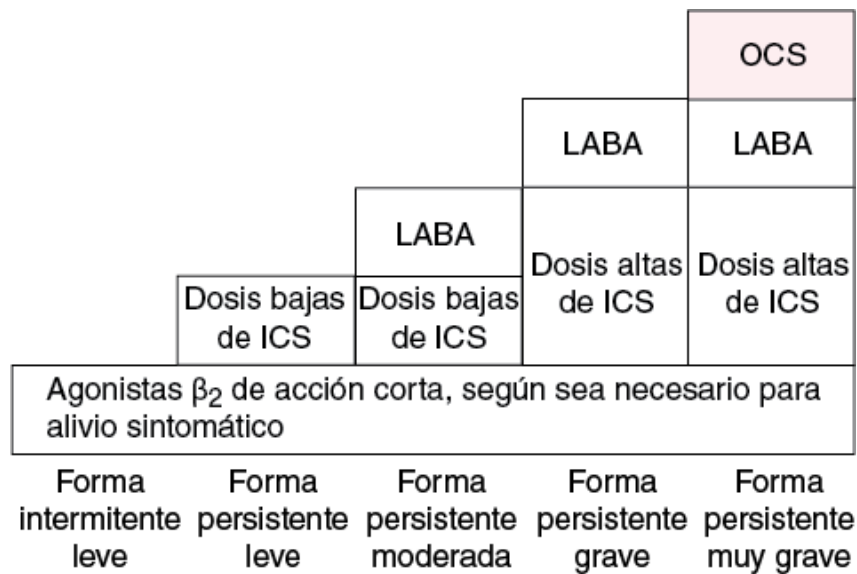 OCS
LABA
LABA
LABA
Dosis altas
de ICS
Dosis altas
de ICS
Dosis bajas
de ICS
Dosis bajas
de ICS
Agonistas β₂ de acción corta, según sea necesario para
alivio sintomático
Forma
intermitente
leve
Forma
persistente
leve
Forma
persistente
moderada
Forma
persistente
grave
Forma
persistente
muy grave